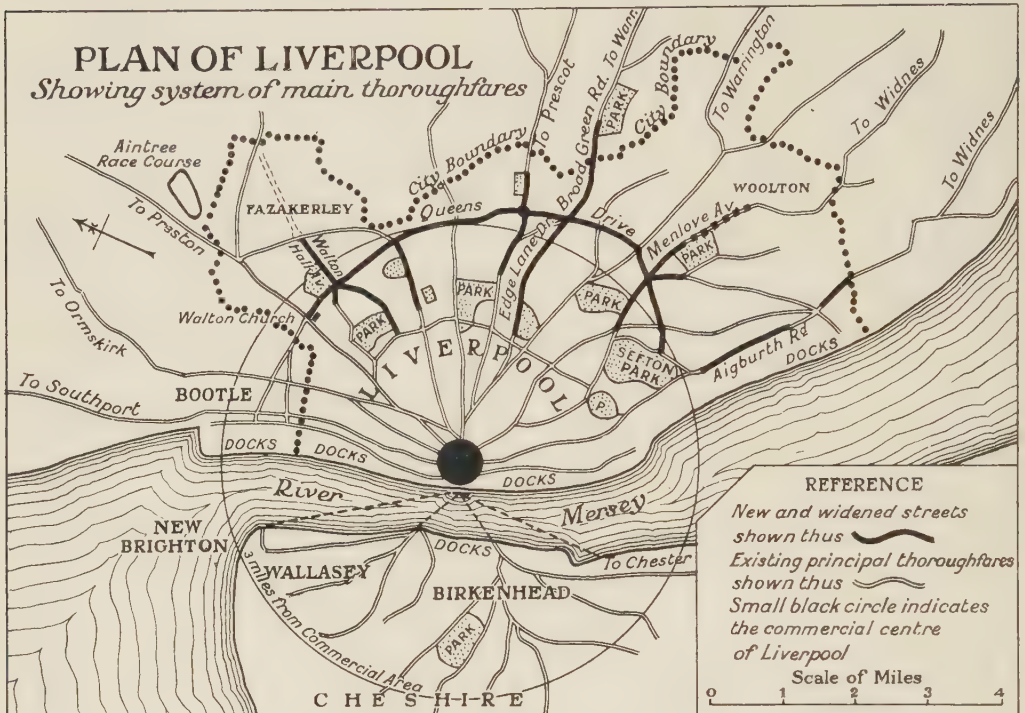 PLAN OF LIVERPOOL
Showing system of main thoroughfares
Aintree
Race Course
To Preston
FAZAKERLEY
City Boundary
To Prescot
Broad Green Rd. To Warr.
PARK
City Boundary
To Warrington
To Widnes
To Widnes
WOOLTON
Queens Drive
Menlove Av.
PARK
Walton
Hall Av.
Edge Lane Dr.
PARK
PARK
PARK
To Ormskirk
Walton Church
LIVERPOOL
SEFTON
PARK
P.
Aigburth Rd
DOCKS
To Southport
BOOTLE
DOCKS
DOCKS
DOCKS
River Mersey
NEW
BRIGHTON
WALLASEY
DOCKS
BIRKENHEAD
To Chester
PARK
3 miles from Commercial Area
CHESHIRE
REFERENCE
New and widened streets
shown thus
Existing principal thoroughfares
shown thus
Small black circle indicates
the commercial centre
of Liverpool
Scale of Miles
0 1 2 3 4